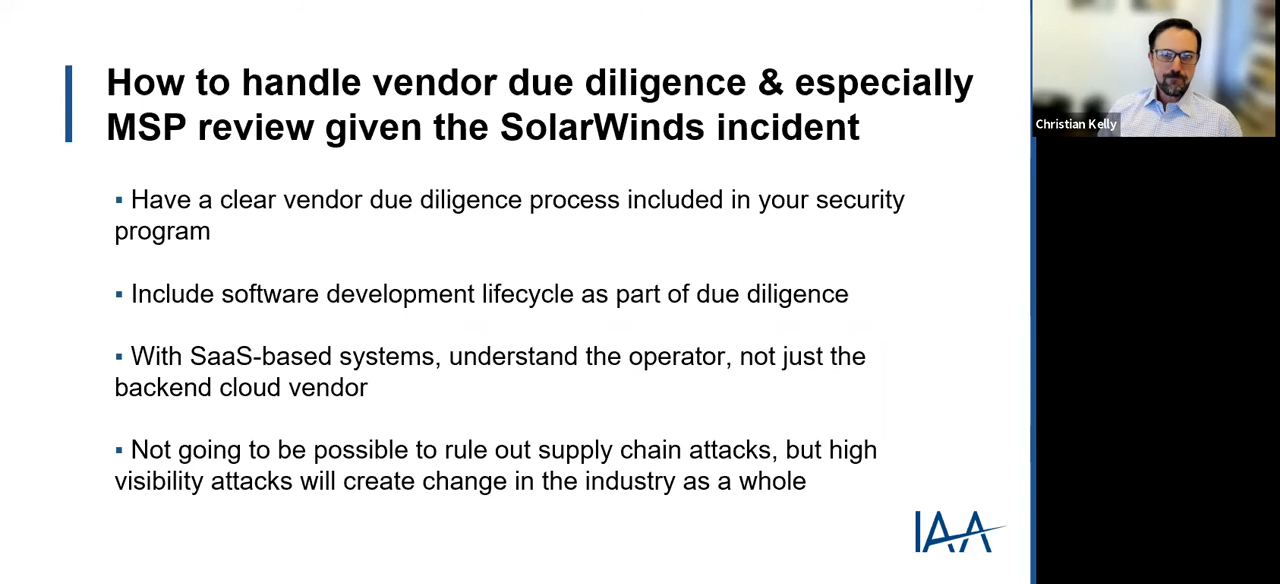 How to handle vendor due diligence & especially
MSP review given the SolarWinds incident
▪ Have a clear vendor due diligence process included in your security
program
▪ Include software development lifecycle as part of due diligence
▪ With SaaS-based systems, understand the operator, not just the
backend cloud vendor
▪ Not going to be possible to rule out supply chain attacks, but high
visibility attacks will create change in the industry as a whole
IAA
Christian Kelly